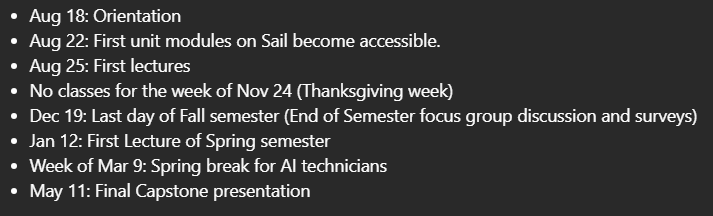 • Aug 18: Orientation
• Aug 22: First unit modules on Sail become accessible.
• Aug 25: First lectures
• No classes for the week of Nov 24 (Thanksgiving week)
• Dec 19: Last day of Fall semester (End of Semester focus group discussion and surveys)
• Jan 12: First Lecture of Spring semester
• Week of Mar 9: Spring break for AI technicians
• May 11: Final Capstone presentation